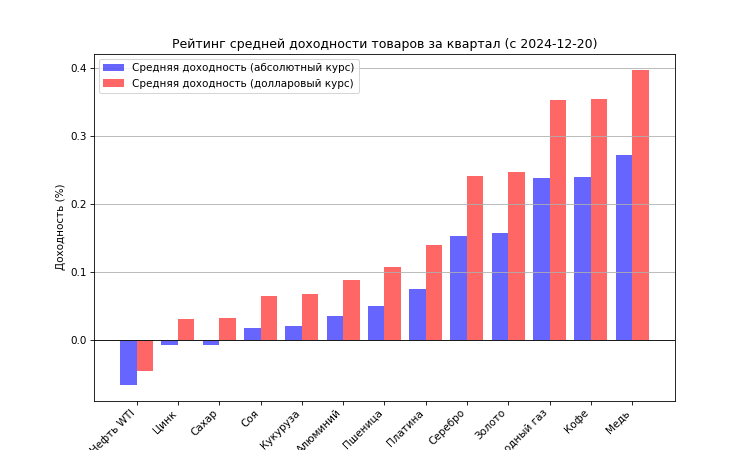 Рейтинг средней доходности товаров за квартал (с 2024-12-20)
Средняя доходность (абсолютный курс)
Средняя доходность (долларовый курс)
Доходность (%)
0.4
0.3
0.2
0.1
0.0
Нефть WTI
Цинк
Сахар
Соя
Кукуруза
Алюминий
Пшеница
Платина
Серебро
Золото
газ
Кофе
Медь